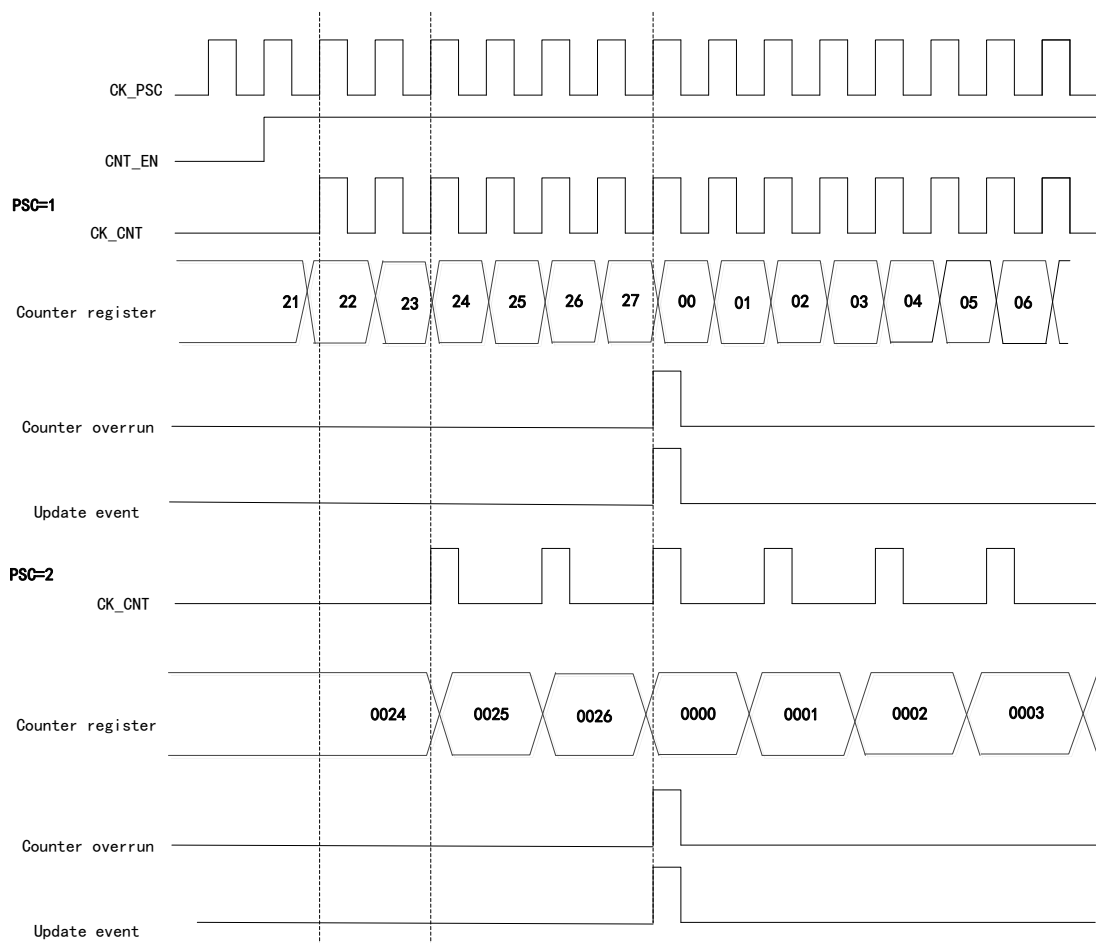 CK_PSC
CNT_EN
PSC=1
CK_CNT
Counter register 21 22 23 24 25 26 27 00 01 02 03 04 05 06
Counter overrun
Update event
PSC=2
CK_CNT
Counter register 0024 0025 0026 0000 0001 0002 0003
Counter overrun
Update event